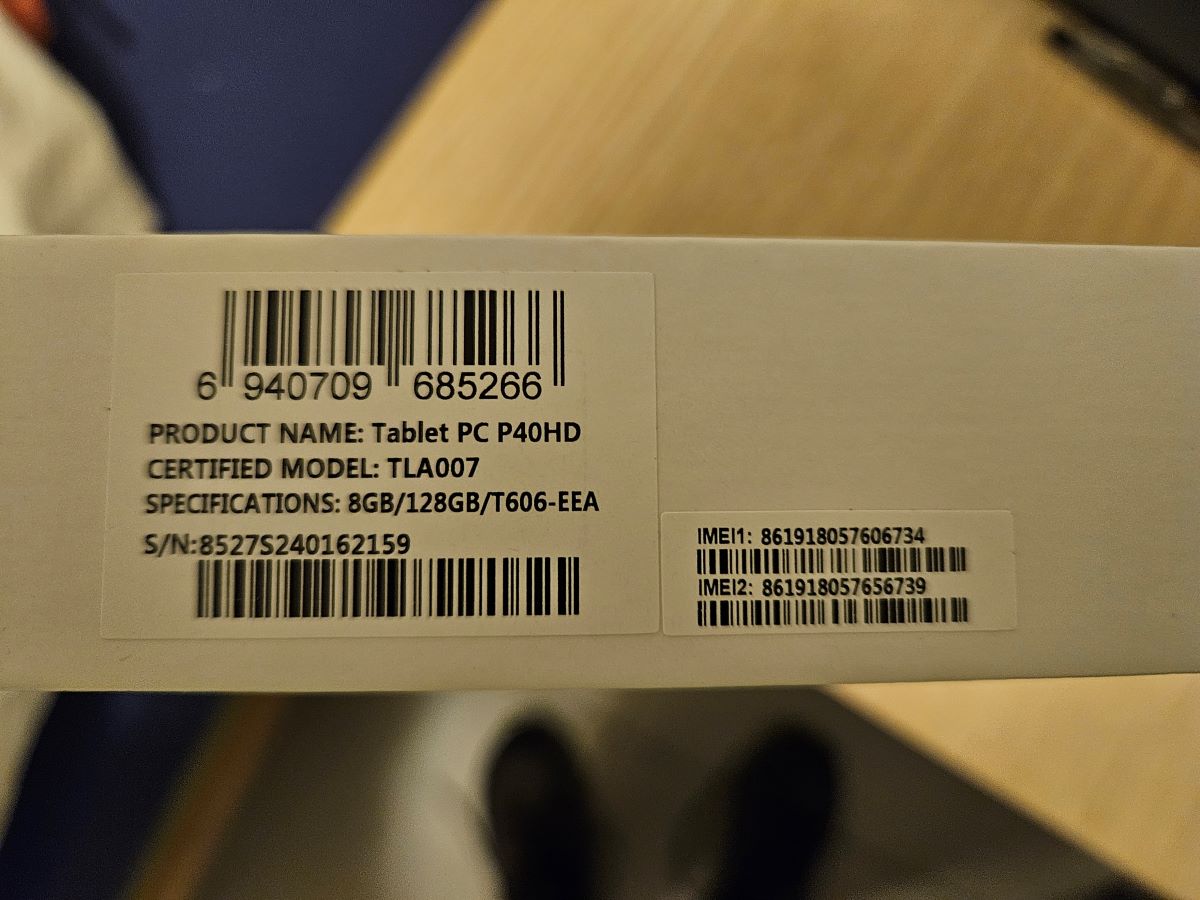 6 940709 685266
PRODUCT NAME: Tablet PC P40HD
CERTIFIED MODEL: TLA007
SPECIFICATIONS: 8GB/128GB/T606-EEA
S/N:8527S240162159
IMEI1: 861918057606734
IMEI2: 861918057656739